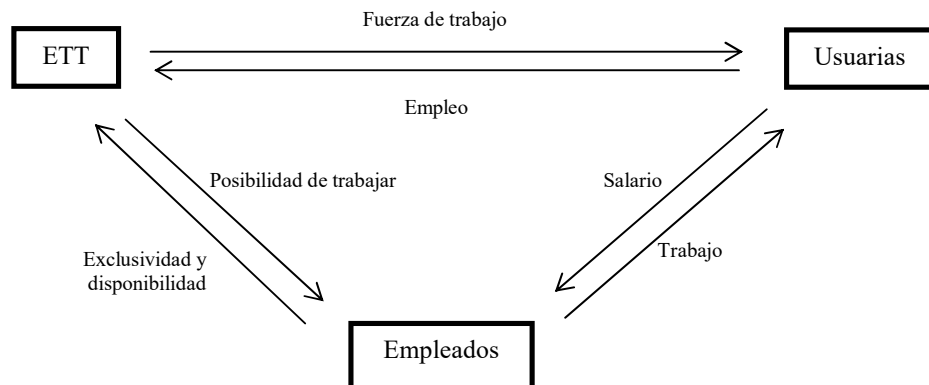 Fuerza de trabajo
ETT
Usuarias
Empleo
Posibilidad de trabajar
Salario
Exclusividad y
disponibilidad
Trabajo
Empleados